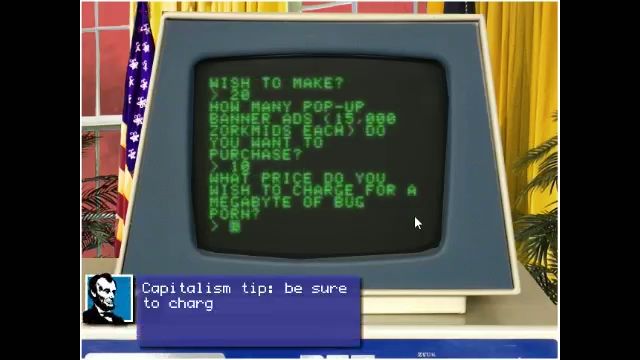 WISH TO MAKE?
> 20
HOW MANY POP-UP
BANNER ADS (15,000
ZORKMIDS EACH) DO
YOU WANT TO
PURCHASE?
> 10
WHAT PRICE DO YOU
WISH TO CHARGE FOR A
MEGABYTE OF BUG
PORN?
>
Capitalism tip: be sure
to charg